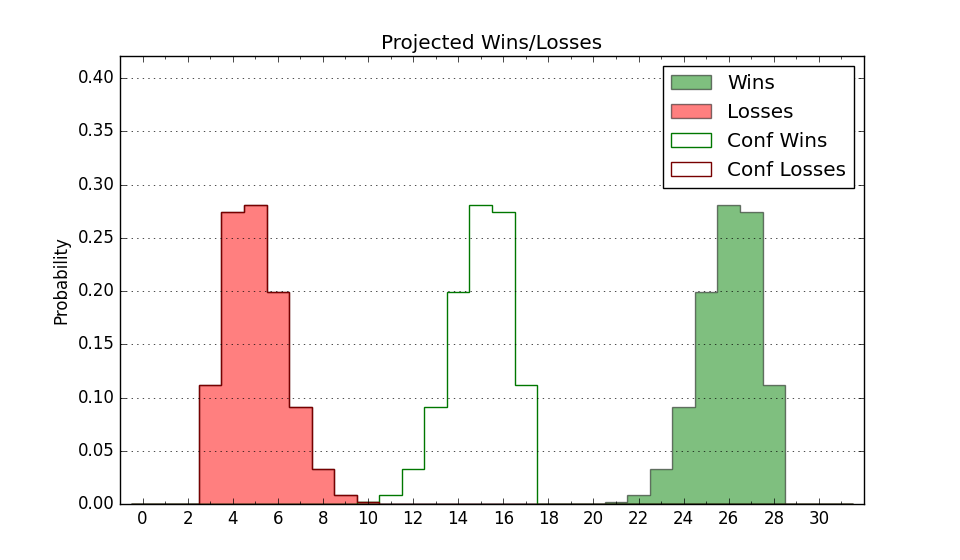 Projected Wins/Losses
Probability
0.40
0.35
0.30
0.25
0.20
0.15
0.10
0.05
0.00
Wins
Losses
Conf Wins
Conf Losses
0 2 4 6 8 10 12 14 16 18 20 22 24 26 28 30